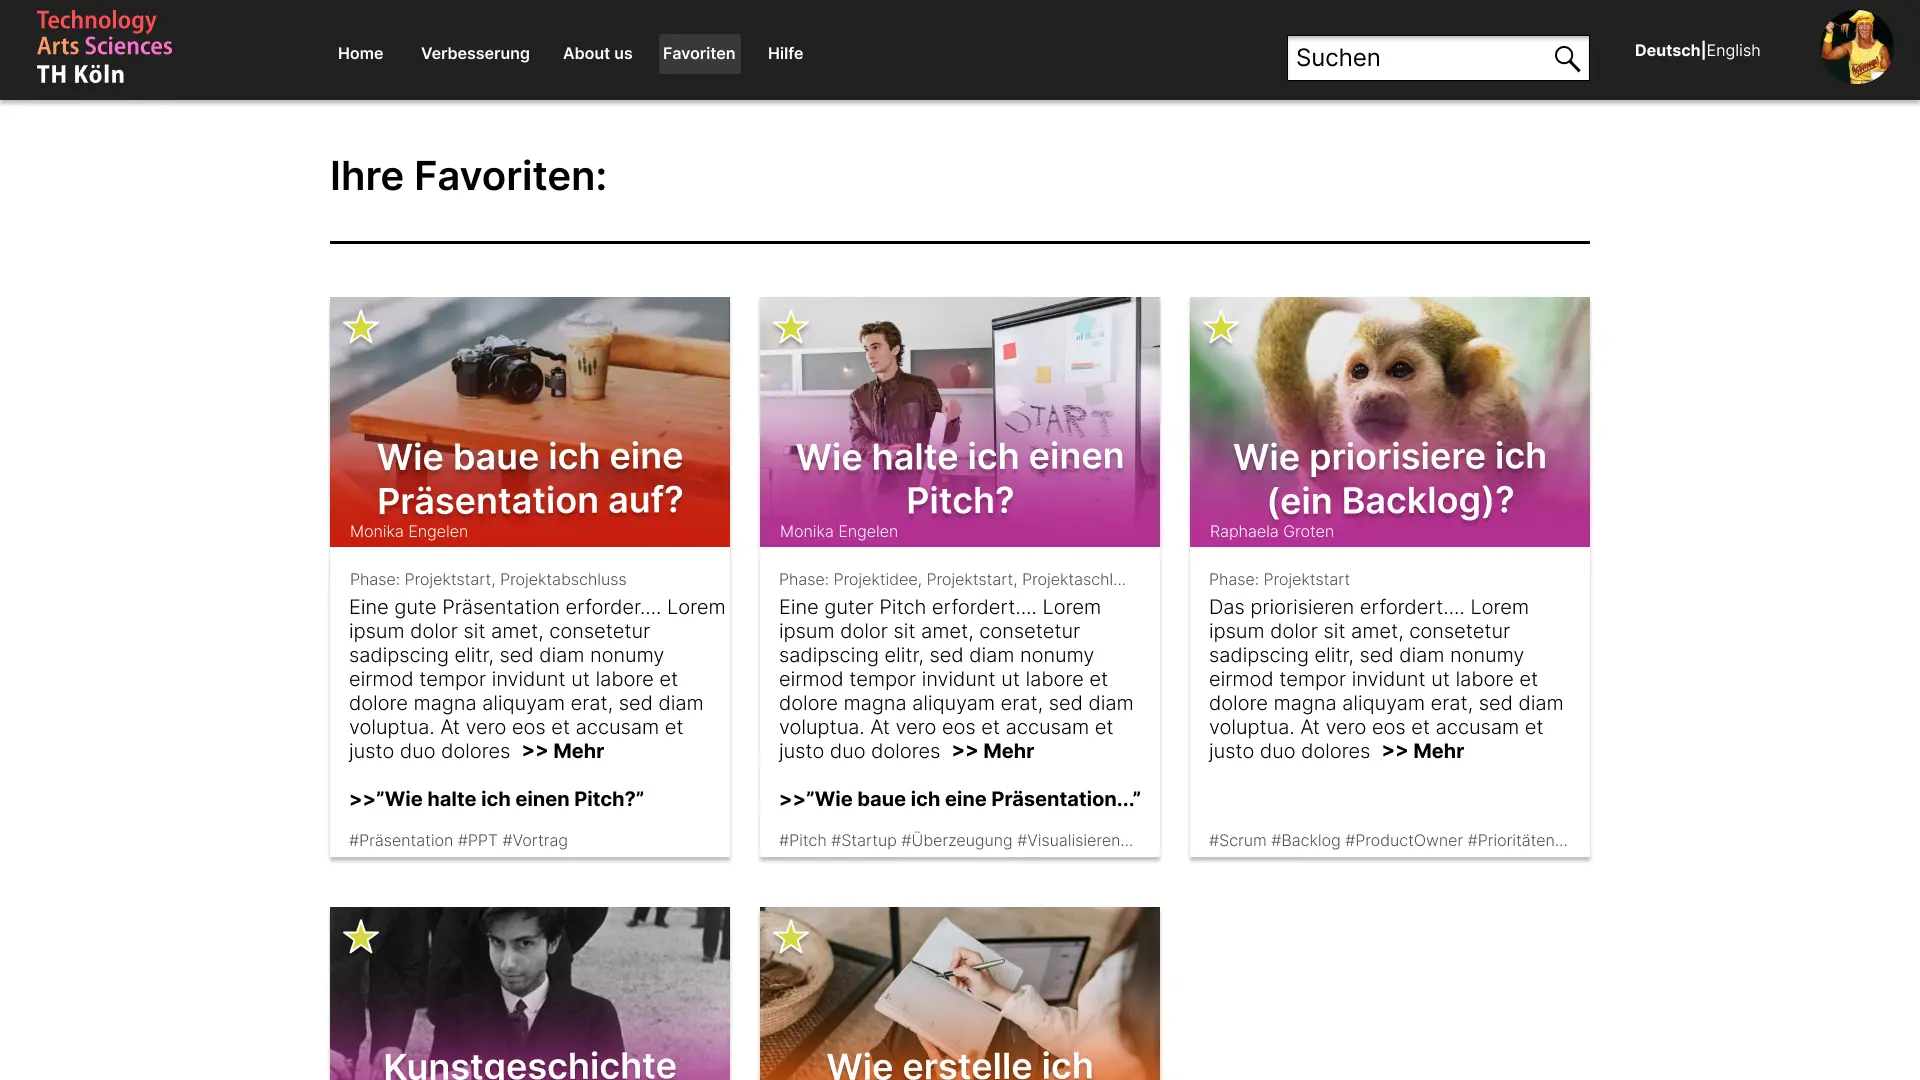 Technology
Arts Sciences
TH Köln
Home Verbesserung About us Favoriten Hilfe
Suchen
Deutsch|English
Ihre Favoriten:
Wie baue ich eine
Präsentation auf?
Monika Engelen
Phase: Projektstart, Projektabschluss
Eine gute Präsentation erforder.... Lorem
ipsum dolor sit amet, consetetur
sadipscing elitr, sed diam nonumy
eirmod tempor invidunt ut labore et
dolore magna aliquyam erat, sed diam
voluptua. At vero eos et accusam et
justo duo dolores >> Mehr
>>”Wie halte ich einen Pitch?”
#Präsentation #PPT #Vortrag
START
Wie halte ich einen
Pitch?
Monika Engelen
Phase: Projektidee, Projektstart, Projektaschl...
Eine guter Pitch erfordert.... Lorem
ipsum dolor sit amet, consetetur
sadipscing elitr, sed diam nonumy
eirmod tempor invidunt ut labore et
dolore magna aliquyam erat, sed diam
voluptua. At vero eos et accusam et
justo duo dolores >> Mehr
>>”Wie baue ich eine Präsentation...”
#Pitch #Startup #Überzeugung #Visualisieren...
Wie priorisiere ich
(ein Backlog)?
Raphaela Groten
Phase: Projektstart
Das priorisieren erfordert.... Lorem
ipsum dolor sit amet, consetetur
sadipscing elitr, sed diam nonumy
eirmod tempor invidunt ut labore et
dolore magna aliquyam erat, sed diam
voluptua. At vero eos et accusam et
justo duo dolores >> Mehr
#Scrum #Backlog #ProductOwner #Prioritäten...
Kunstgeschichte
Wie erstelle ich